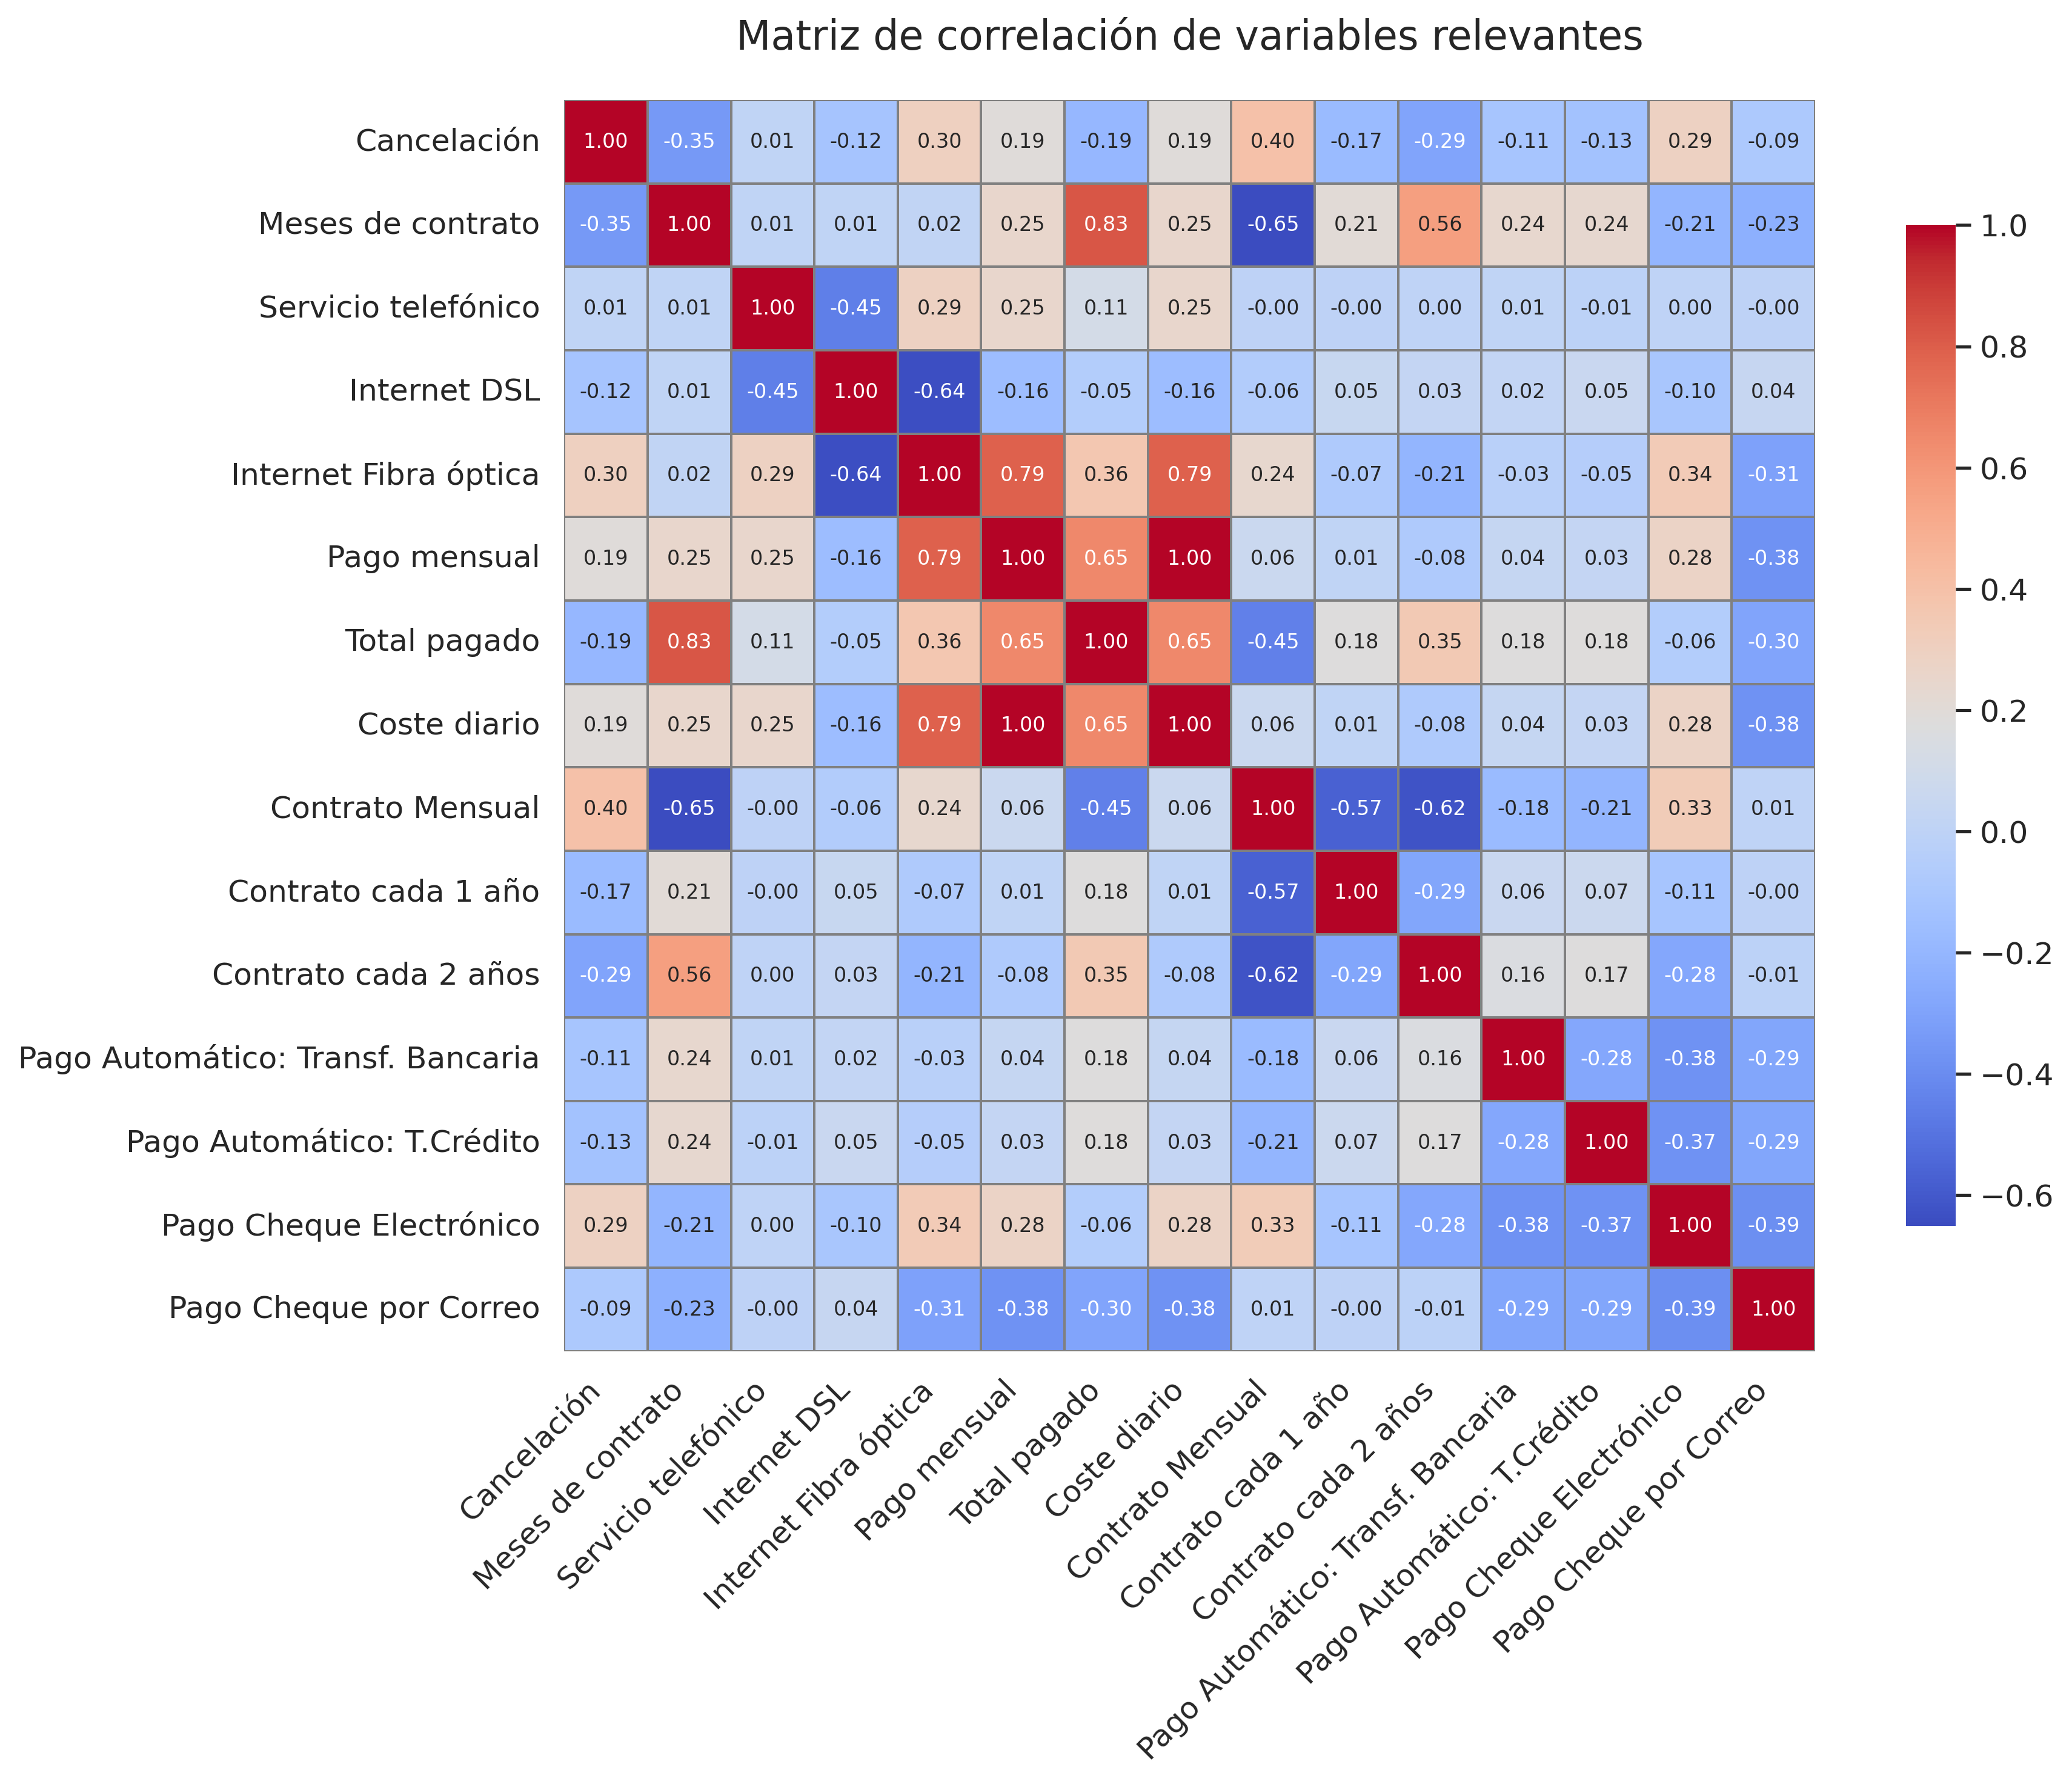 Matriz de correlación de variables relevantes
Cancelación 1.00 -0.35 0.01 -0.12 0.30 0.19 -0.19 0.19 0.40 -0.17 -0.29 -0.11 -0.13 0.29 -0.09
Meses de contrato -0.35 1.00 0.01 0.01 0.02 0.25 0.83 0.25 -0.65 0.21 0.56 0.24 0.24 -0.21 -0.23
Servicio telefónico 0.01 0.01 1.00 -0.45 0.29 0.25 0.11 0.25 -0.00 -0.00 0.00 0.01 -0.01 0.00 -0.00
Internet DSL -0.12 0.01 -0.45 1.00 -0.64 -0.16 -0.05 -0.16 -0.06 0.05 0.03 0.02 0.05 -0.10 0.04
Internet Fibra óptica 0.30 0.02 0.29 -0.64 1.00 0.79 0.36 0.79 0.24 -0.07 -0.21 -0.03 -0.05 0.34 -0.31
Pago mensual 0.19 0.25 0.25 -0.16 0.79 1.00 0.65 1.00 0.06 0.01 -0.08 0.04 0.03 0.28 -0.38
Total pagado -0.19 0.83 0.11 -0.05 0.36 0.65 1.00 0.65 -0.45 0.18 0.35 0.18 0.18 -0.06 -0.30
Coste diario 0.19 0.25 0.25 -0.16 0.79 1.00 0.65 1.00 0.06 0.01 -0.08 0.04 0.03 0.28 -0.38
Contrato Mensual 0.40 -0.65 -0.00 -0.06 0.24 0.06 -0.45 0.06 1.00 -0.57 -0.62 -0.18 -0.21 0.33 0.01
Contrato cada 1 año -0.17 0.21 -0.00 0.05 -0.07 0.01 0.18 0.01 -0.57 1.00 -0.29 0.06 0.07 -0.11 -0.00
Contrato cada 2 años -0.29 0.56 0.00 0.03 -0.21 -0.08 0.35 -0.08 -0.62 -0.29 1.00 0.16 0.17 -0.28 -0.01
Pago Automático: Transf. Bancaria -0.11 0.24 0.01 0.02 -0.03 0.04 0.18 0.04 -0.18 0.06 0.16 1.00 -0.28 -0.38 -0.29
Pago Automático: T.Crédito -0.13 0.24 -0.01 0.05 -0.05 0.03 0.18 0.03 -0.21 0.07 0.17 -0.28 1.00 -0.37 -0.29
Pago Cheque Electrónico 0.29 -0.21 0.00 -0.10 0.34 0.28 -0.06 0.28 0.33 -0.11 -0.28 -0.38 -0.37 1.00 -0.39
Pago Cheque por Correo -0.09 -0.23 -0.00 0.04 -0.31 -0.38 -0.30 -0.38 0.01 -0.00 -0.01 -0.29 -0.29 -0.39 1.00
Cancelación
Meses de contrato
Servicio telefónico
Internet DSL
Internet Fibra óptica
Pago mensual
Total pagado
Coste diario
Contrato Mensual
Contrato cada 1 año
Contrato cada 2 años
Pago Automático: Transf. Bancaria
Pago Automático: T.Crédito
Pago Cheque Electrónico
Pago Cheque por Correo
1.0
0.8
0.6
0.4
0.2
0.0
−0.2
−0.4
−0.6